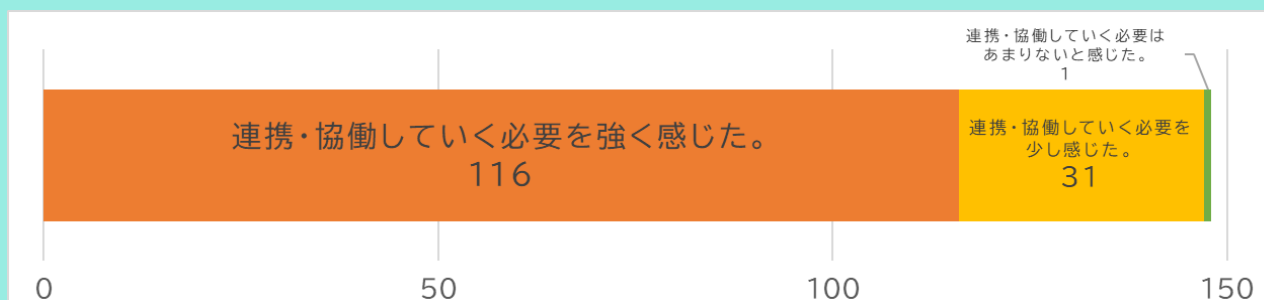 連携・協働していく必要は
あまりないと感じた。
1
連携・協働していく必要を強く感じた。
116
連携・協働していく必要を
少し感じた。
31
0
50
100
150